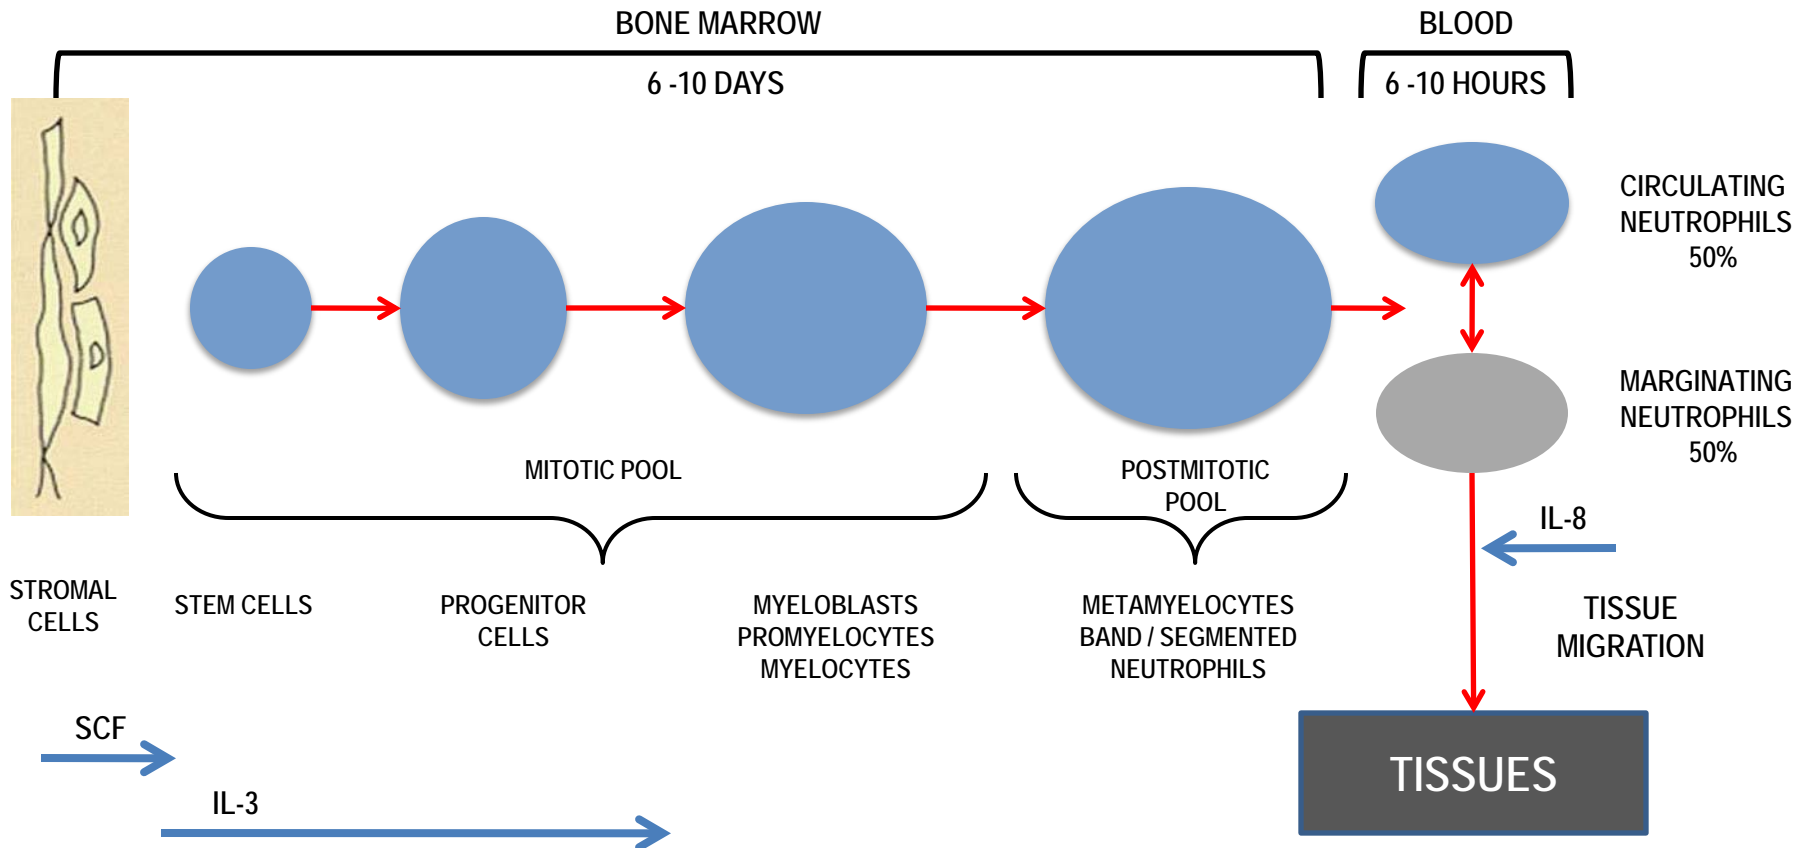 BONE MARROW
BLOOD
6 -10 DAYS
6 -10 HOURS
CIRCULATING
NEUTROPHILS
50%
MARGINATING
NEUTROPHILS
50%
MITOTIC POOL
POSTMITOTIC
POOL
IL-8
STROMAL
CELLS
STEM CELLS
PROGENITOR
CELLS
MYELOBLASTS
PROMYELOCYTES
MYELOCYTES
METAMYELOCYTES
BAND / SEGMENTED
NEUTROPHILS
TISSUE
MIGRATION
SCF
IL-3
TISSUES